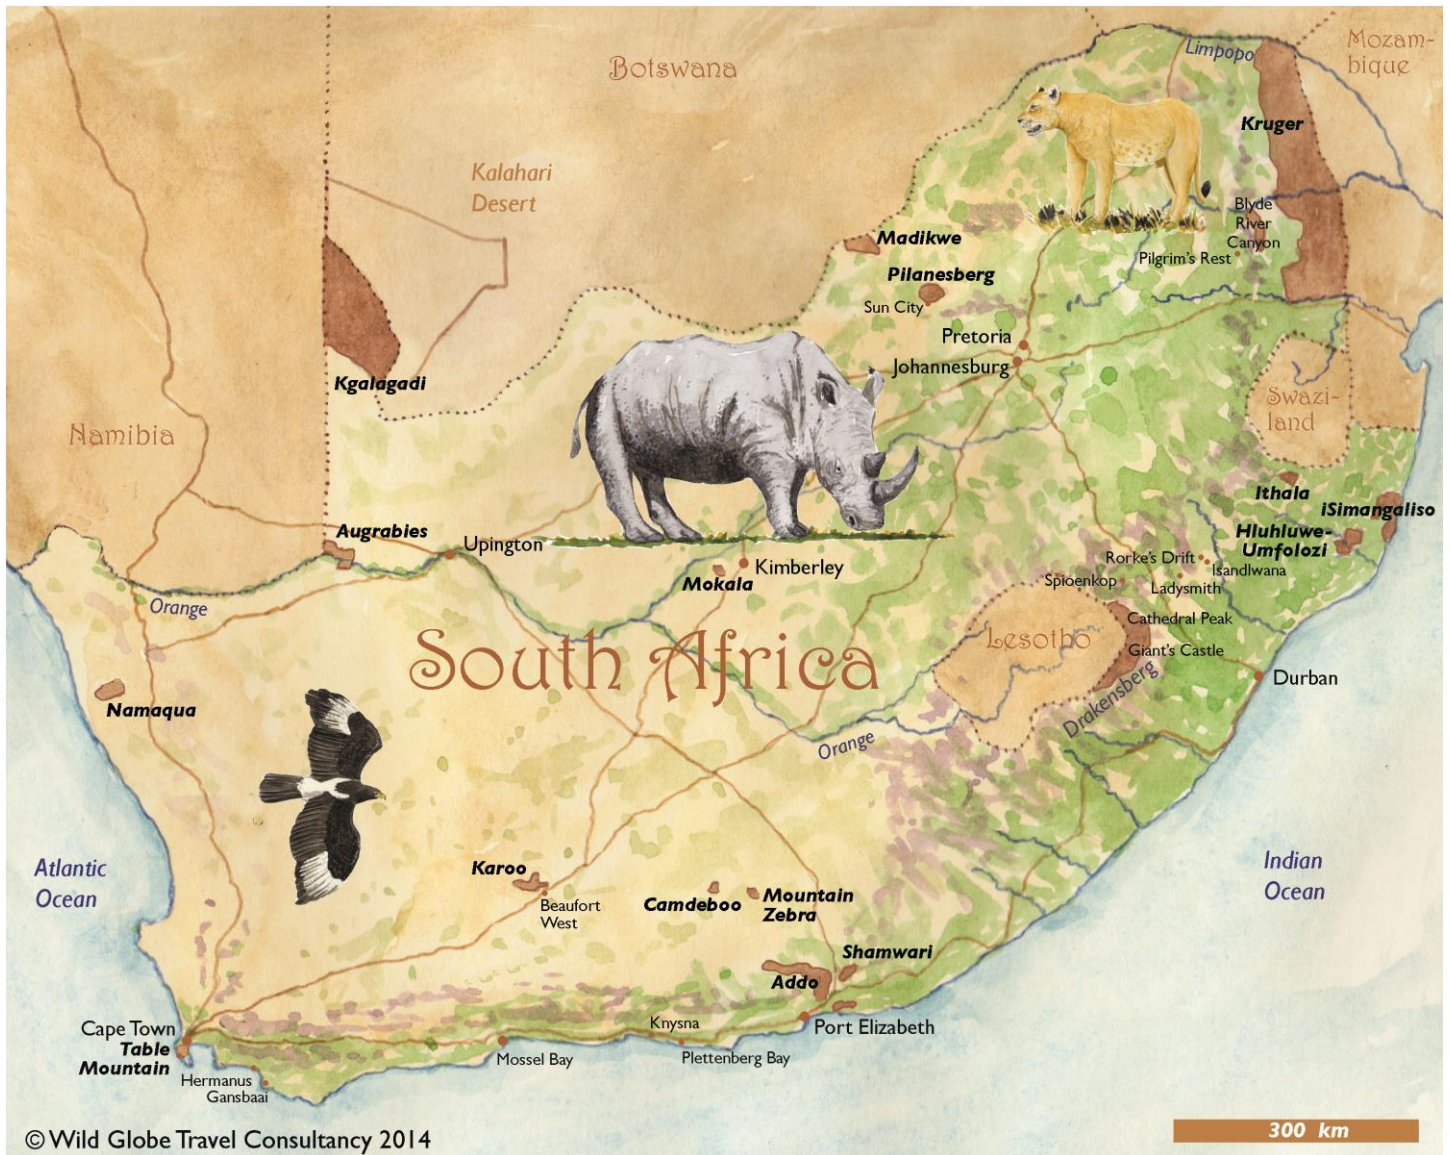 Mozam-
bique
Limpopo
Botswana
Kruger
Kalahari
Desert
Blyde
River
Canyon
Madikwe
Pilgrim's Rest
Pilanesberg
Sun City
Pretoria
Johannesburg
Kgalagadi
Swazi-
land
Namibia
Ithala
iSimangaliso
Augrabies
Hluhluwe-
Umfolozi
Upington
Rorke's Drift
Isandlwana
Kimberley
Spioenkop
Mokala
Ladysmith
Orange
Cathedral Peak
Lesotho
Giant's Castle
South Africa
Durban
Drakensberg
Namaqua
Orange
Atlantic
Ocean
Indian
Ocean
Karoo
Beaufort
West
Camdeboo
Mountain
Zebra
Shamwari
Addo
Knysna
Port Elizabeth
Cape Town
Table
Mountain
Mossel Bay
Plettenberg Bay
Hermanus
Gansbaai
© Wild Globe Travel Consultancy 2014
300 km